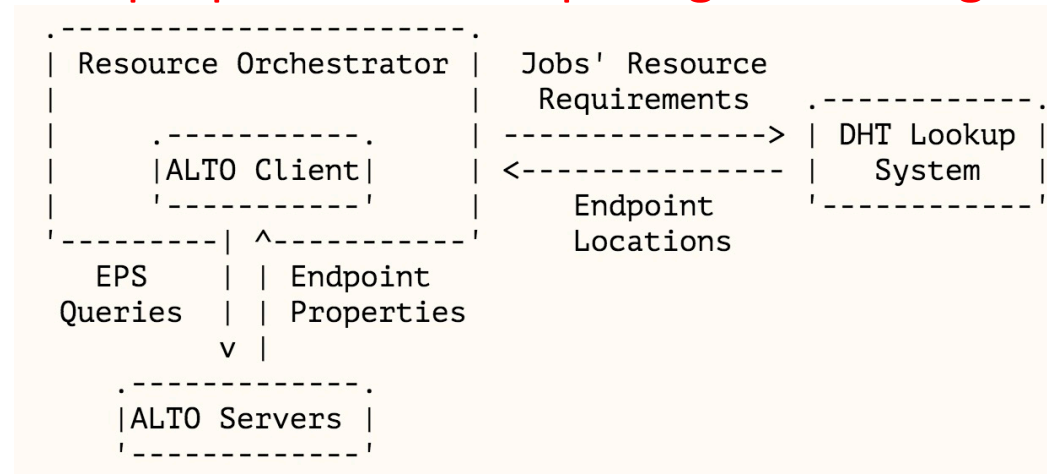 Resource Orchestrator
Jobs' Resource
Requirements
ALTO Client
DHT Lookup
System
Endpoint
Locations
EPS
Queries
Endpoint
Properties
ALTO Servers